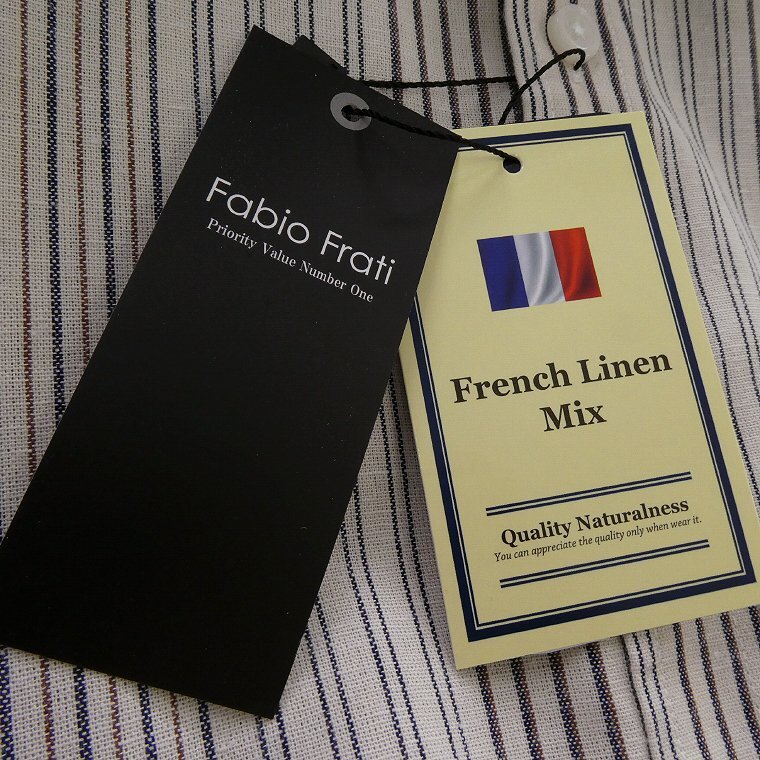 Fabio Frati
Priority Value Number One
French Linen
Mix
Quality Naturalness
You can appreciate the quality only when wear it.